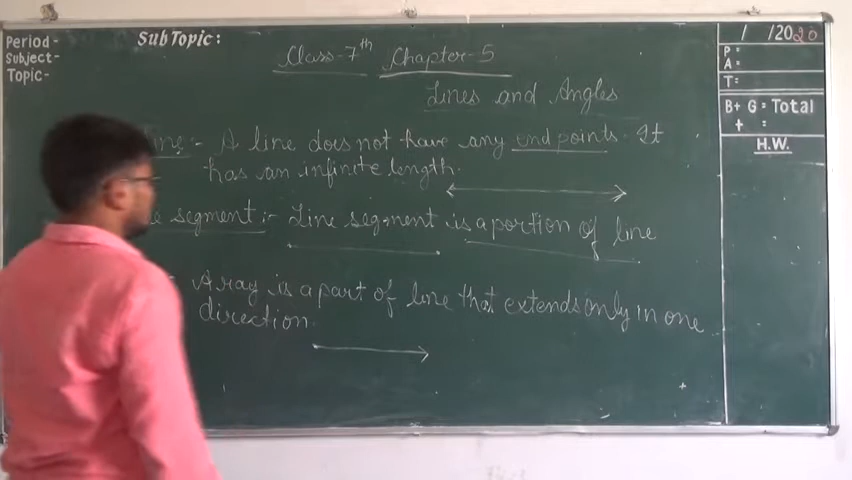 Period-
Subject-
Topic-
SubTopic:
Class-7th Chapter-5
Lines and Angles
Line:- A line does not have any end points. It
has an infinite length.
segment:- Line segment is a portion of line
A ray is a part of line that extends only in one
direction.
/ /2020
P=
A=
T=
B+ G= Total
+ =
H.W.